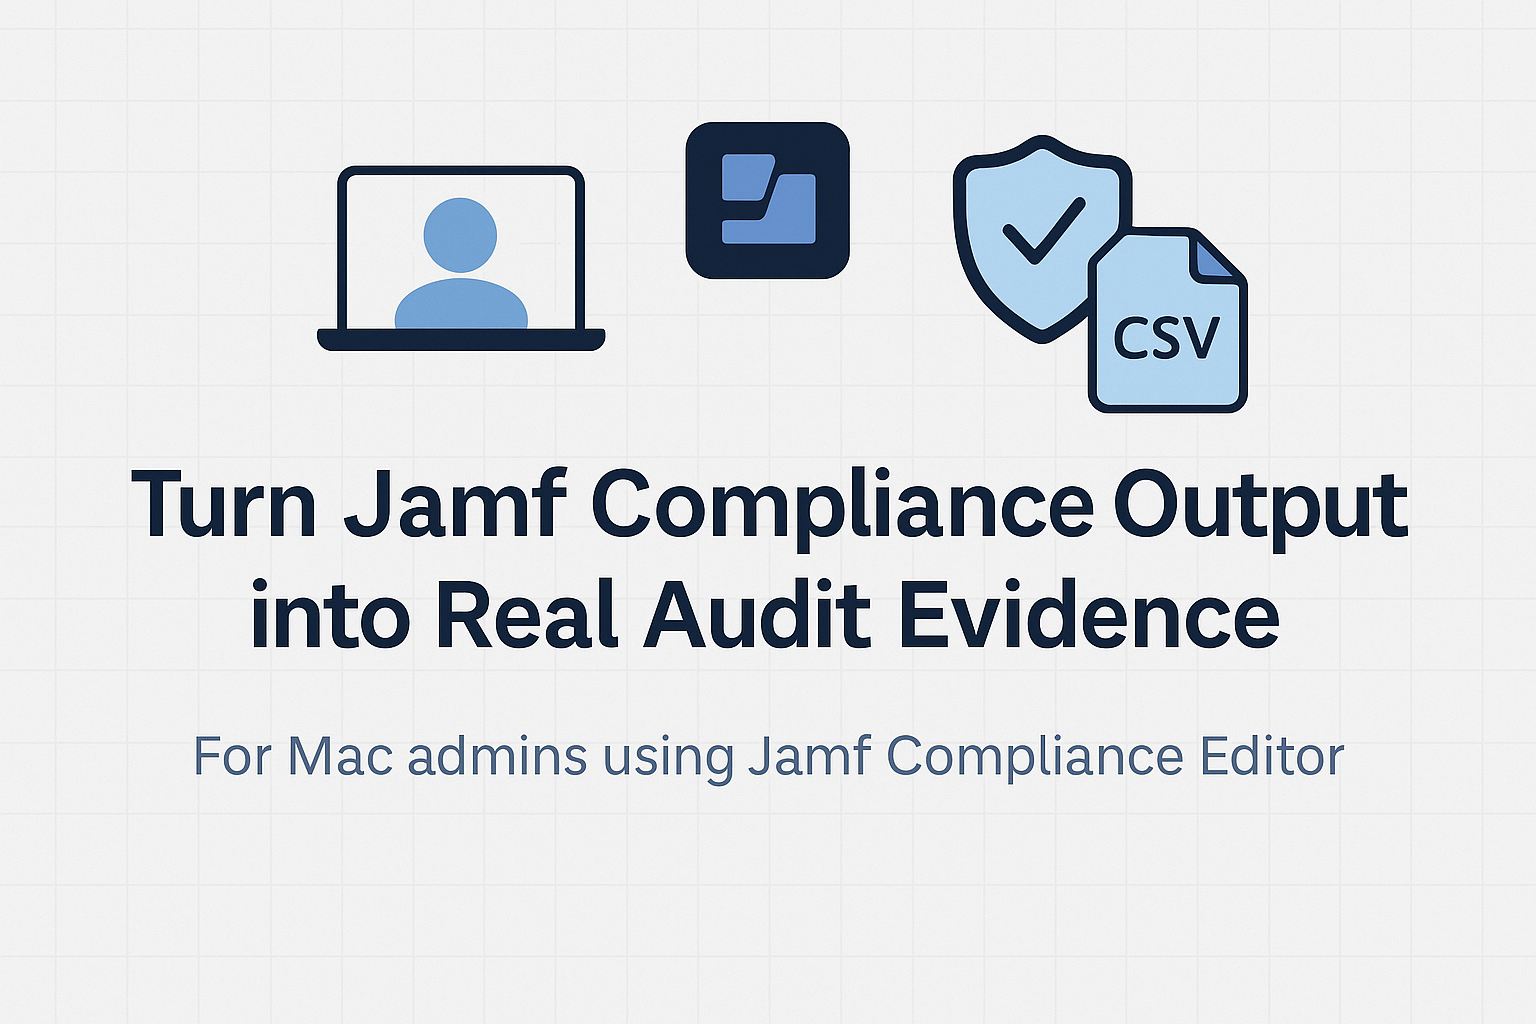 CSV
Turn Jamf Compliance Output
into Real Audit Evidence
For Mac admins using Jamf Compliance Editor